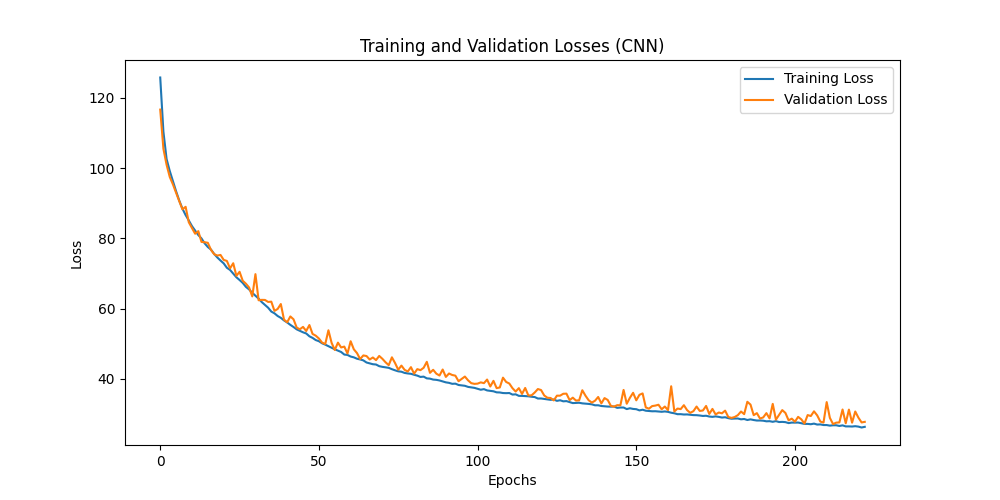 Training and Validation Losses (CNN)
Training Loss
Validation Loss
120
100
80
60
40
Loss
0 50 100 150 200
Epochs